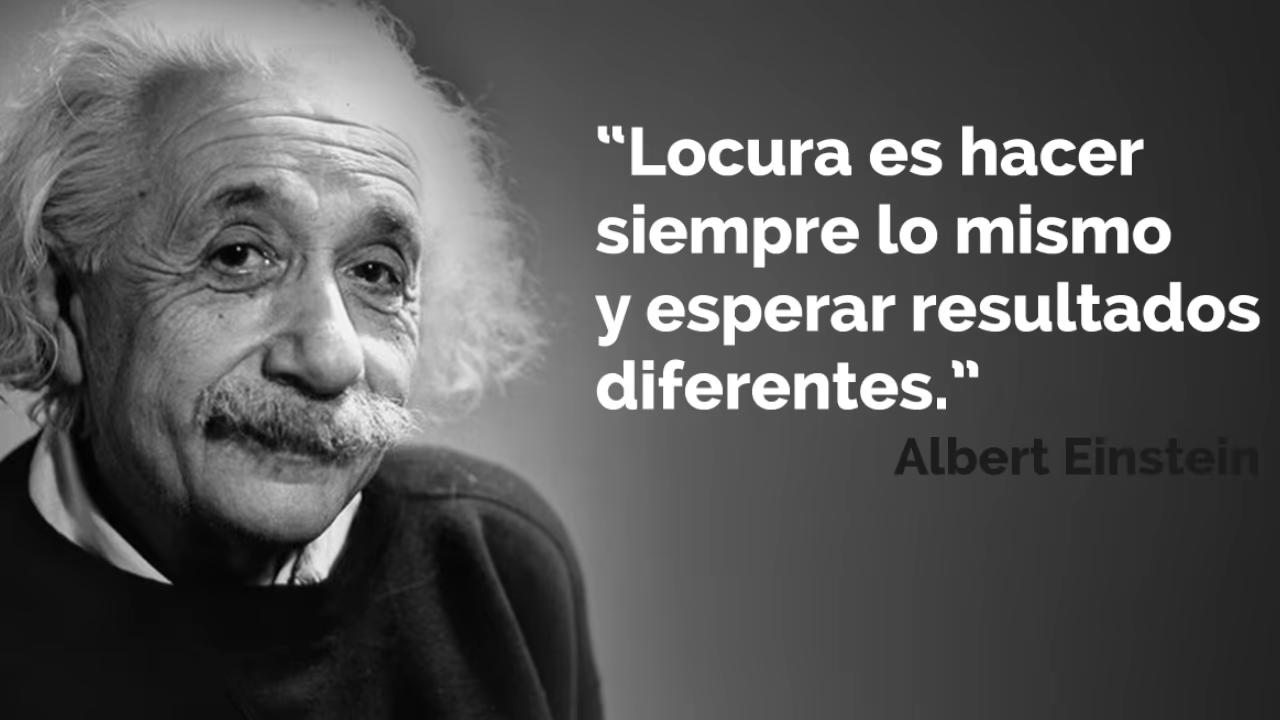 “Locura es hacer
siempre lo mismo
y esperar resultados
diferentes.”
Albert Einstein